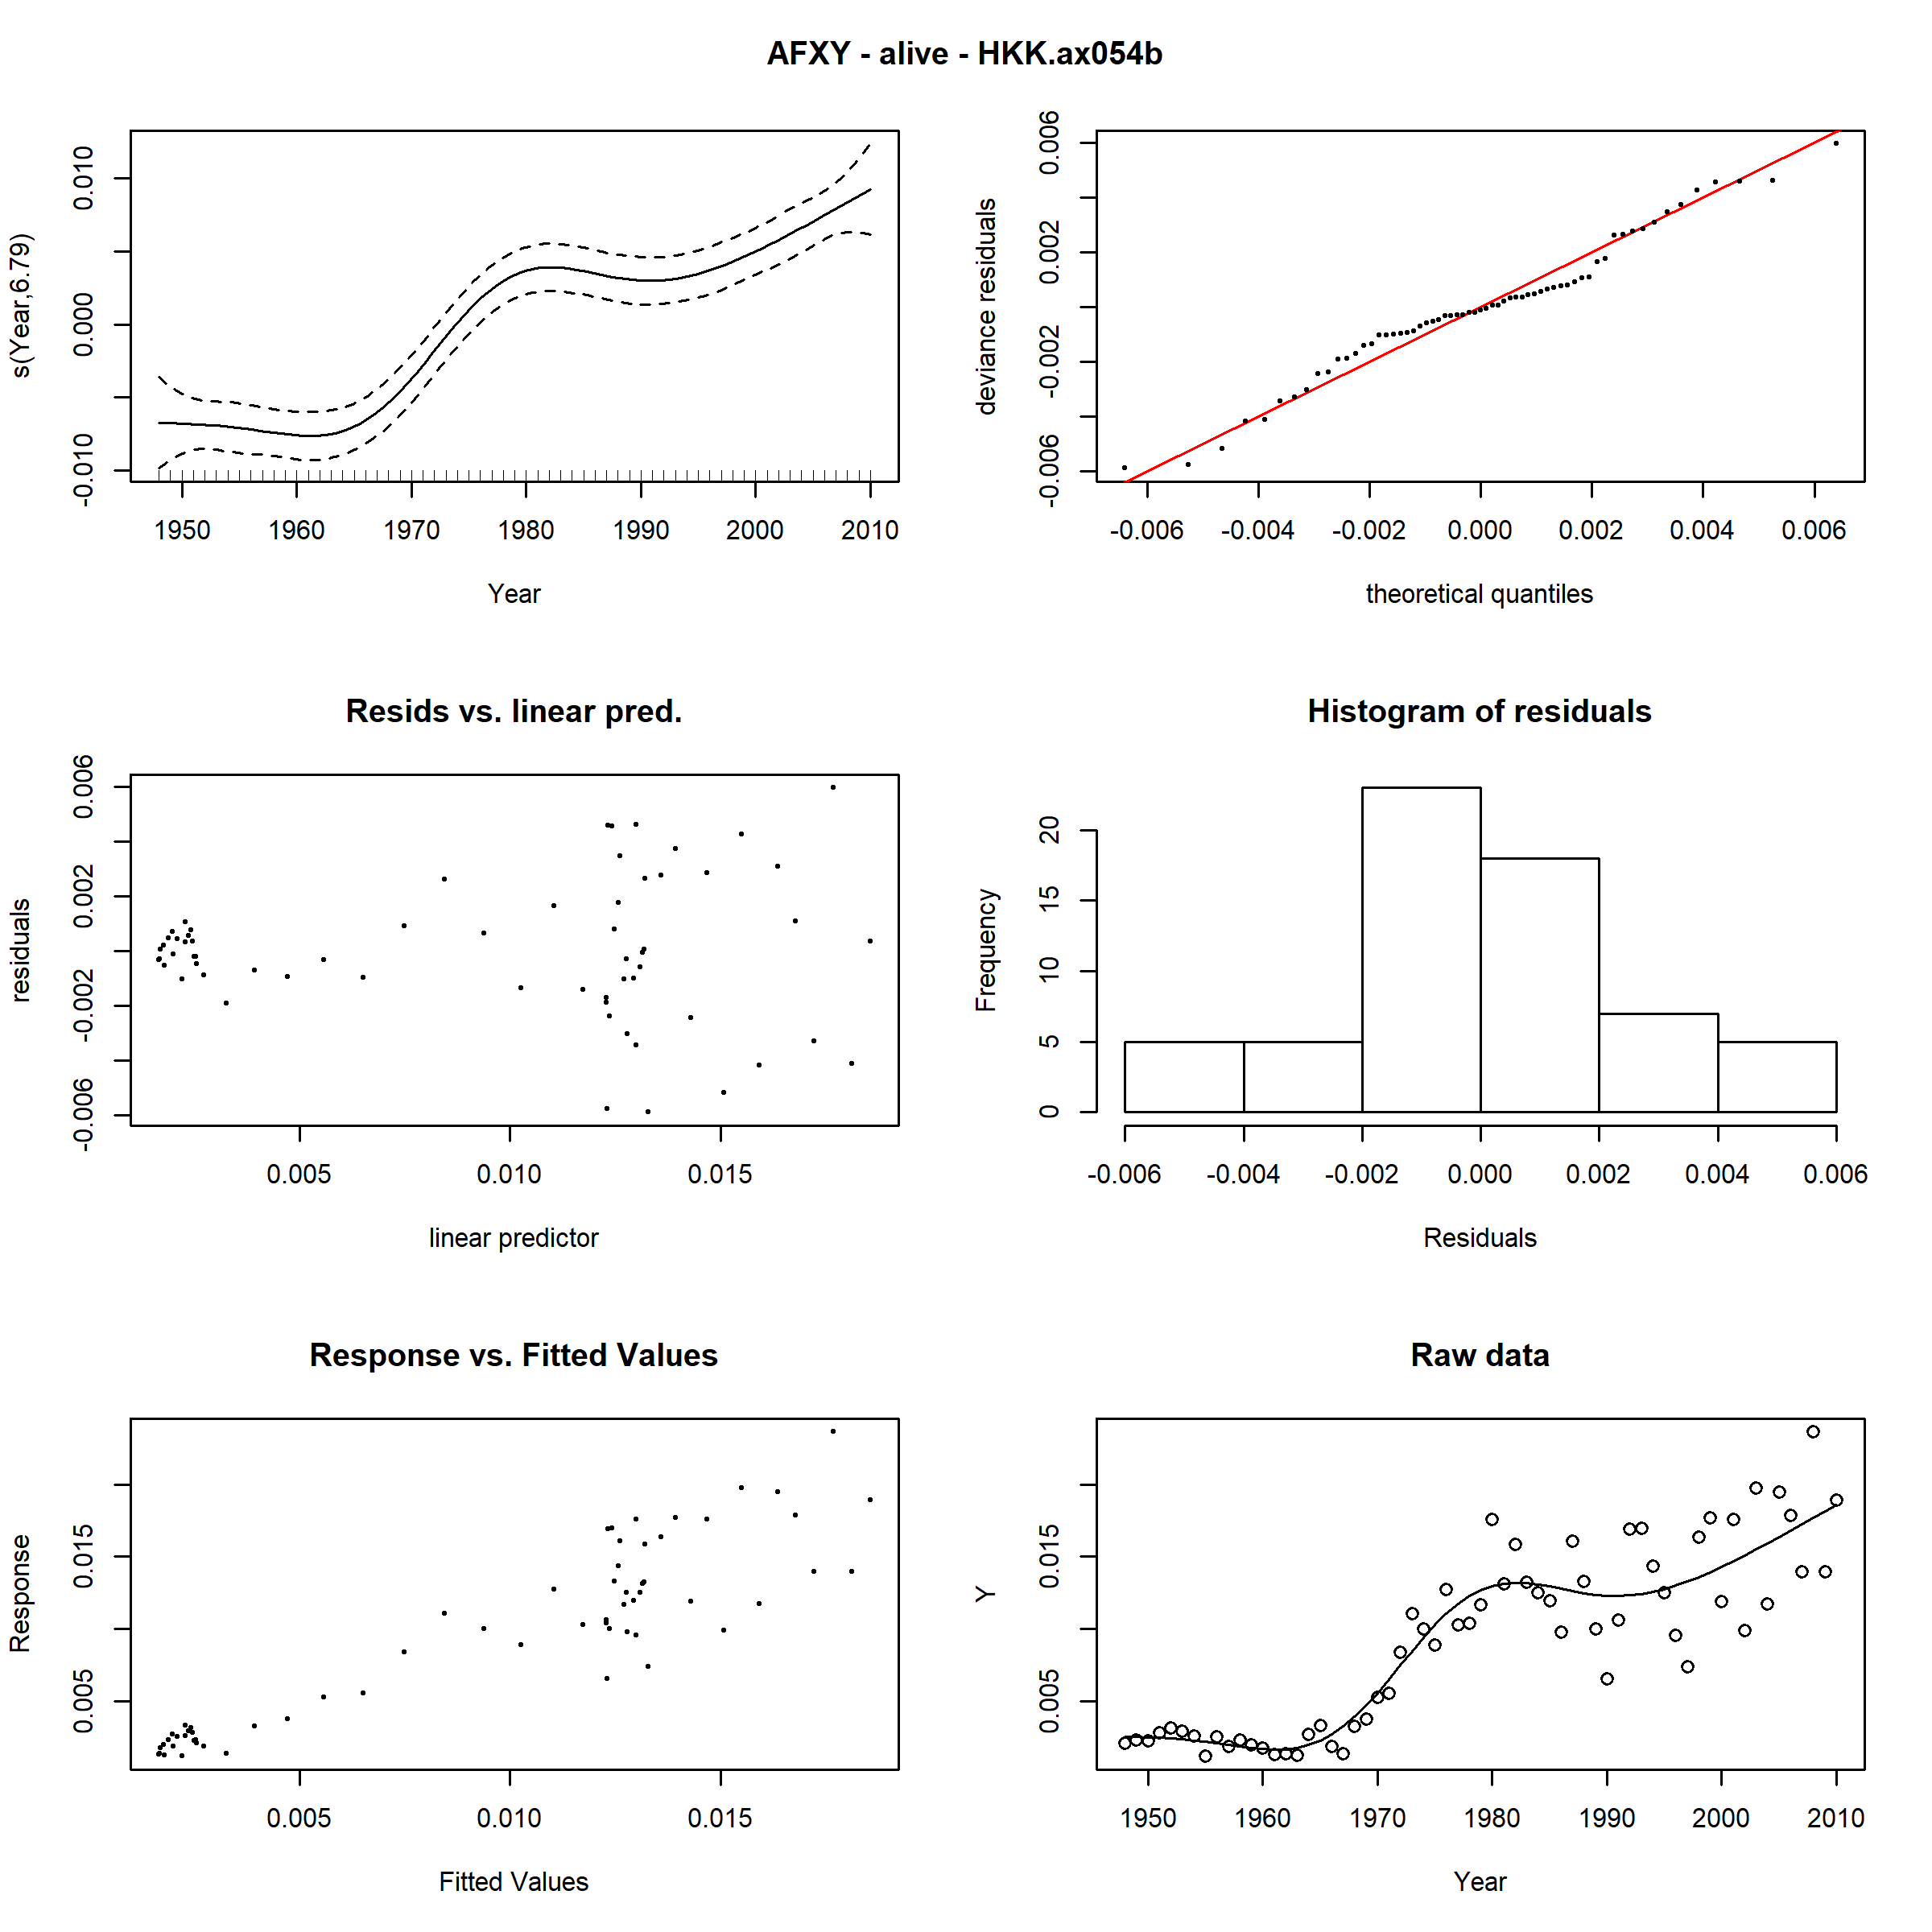 AFXY - alive - HKK.ax054b
s(Year,6.79)
-0.010 0.000 0.010
1950 1960 1970 1980 1990 2000 2010
Year
deviance residuals
-0.006 -0.002 0.002 0.006
-0.006 -0.004 -0.002 0.000 0.002 0.004 0.006
theoretical quantiles
Resids vs. linear pred.
residuals
-0.006 -0.002 0.002 0.006
0.005 0.010 0.015
linear predictor
Histogram of residuals
Frequency
0 5 10 15 20
-0.006 -0.004 -0.002 0.000 0.002 0.004 0.006
Residuals
Response vs. Fitted Values
Response
0.005 0.015
0.005 0.010 0.015
Fitted Values
Raw data
Y
0.005 0.015
1950 1960 1970 1980 1990 2000 2010
Year